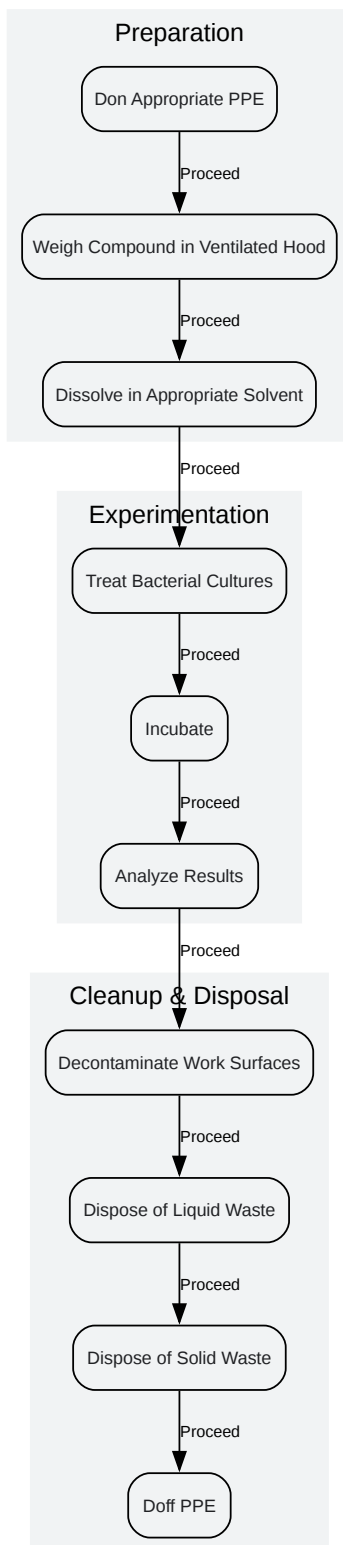 Preparation
Don Appropriate PPE
Proceed
Weigh Compound in Ventilated Hood
Proceed
Dissolve in Appropriate Solvent
Proceed
Experimentation
Treat Bacterial Cultures
Proceed
Incubate
Proceed
Analyze Results
Proceed
Cleanup & Disposal
Decontaminate Work Surfaces
Proceed
Dispose of Liquid Waste
Proceed
Dispose of Solid Waste
Proceed
Doff PPE